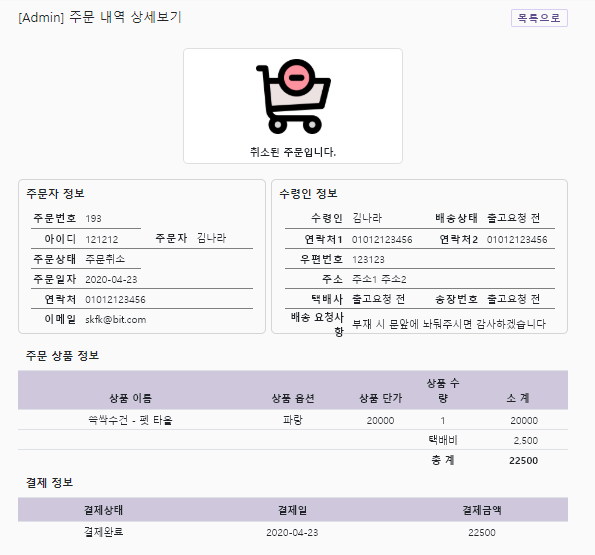 [Admin] 주문 내역 상세보기
목록으로
취소된 주문입니다.
주문자 정보
주문번호 193
아이디 121212 주문자 김나라
주문상태 주문취소
주문일자 2020-04-23
연락처 01012123456
이메일 skfk@bit.com
수령인 정보
수령인 김나라 배송상태 출고요청 전
연락처1 01012123456 연락처2 01012123456
우편번호 123123
주소 주소1 주소2
택배사 출고요청 전 송장번호 출고요청 전
배송 요청사
항 부재 시 문앞에 놔둬주시면 감사하겠습니다
주문 상품 정보
상품 이름 상품 옵션 상품 단가 상품 수
량 소 계
쓱싹수건 - 펫 타올 파랑 20000 1 20000
택배비 2,500
총 계 22500
결제 정보
결제상태 결제일 결제금액
결제완료 2020-04-23 22500